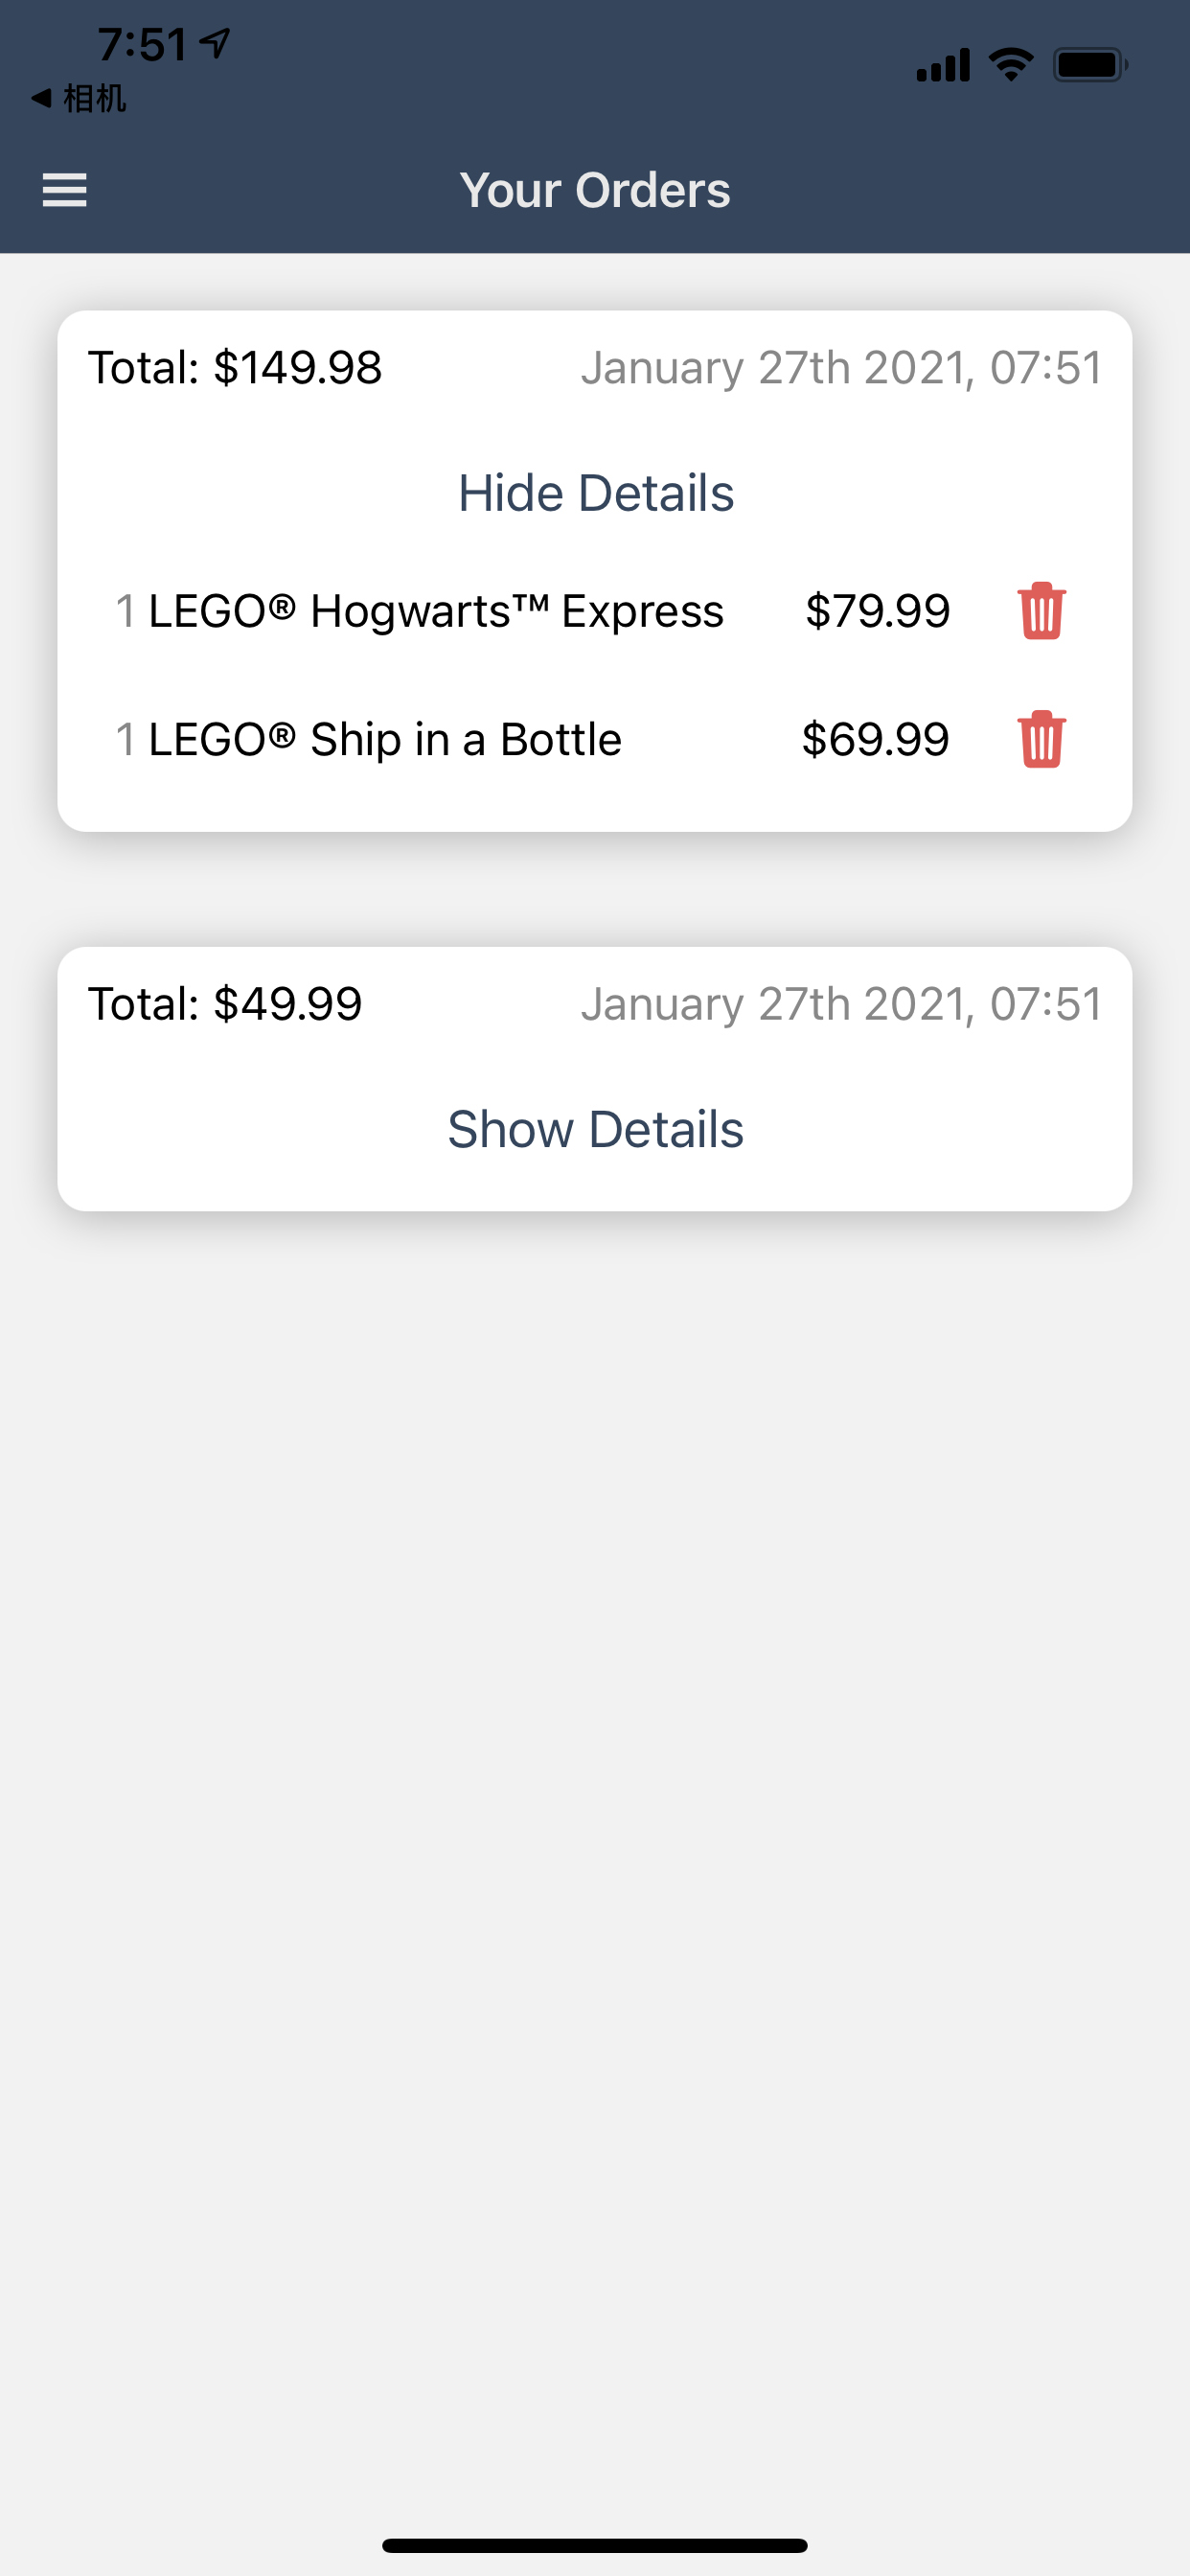 7:51
相机
Your Orders
Total: $149.98 January 27th 2021, 07:51
Hide Details
1 LEGO® Hogwarts™ Express $79.99
1 LEGO® Ship in a Bottle $69.99
Total: $49.99 January 27th 2021, 07:51
Show Details